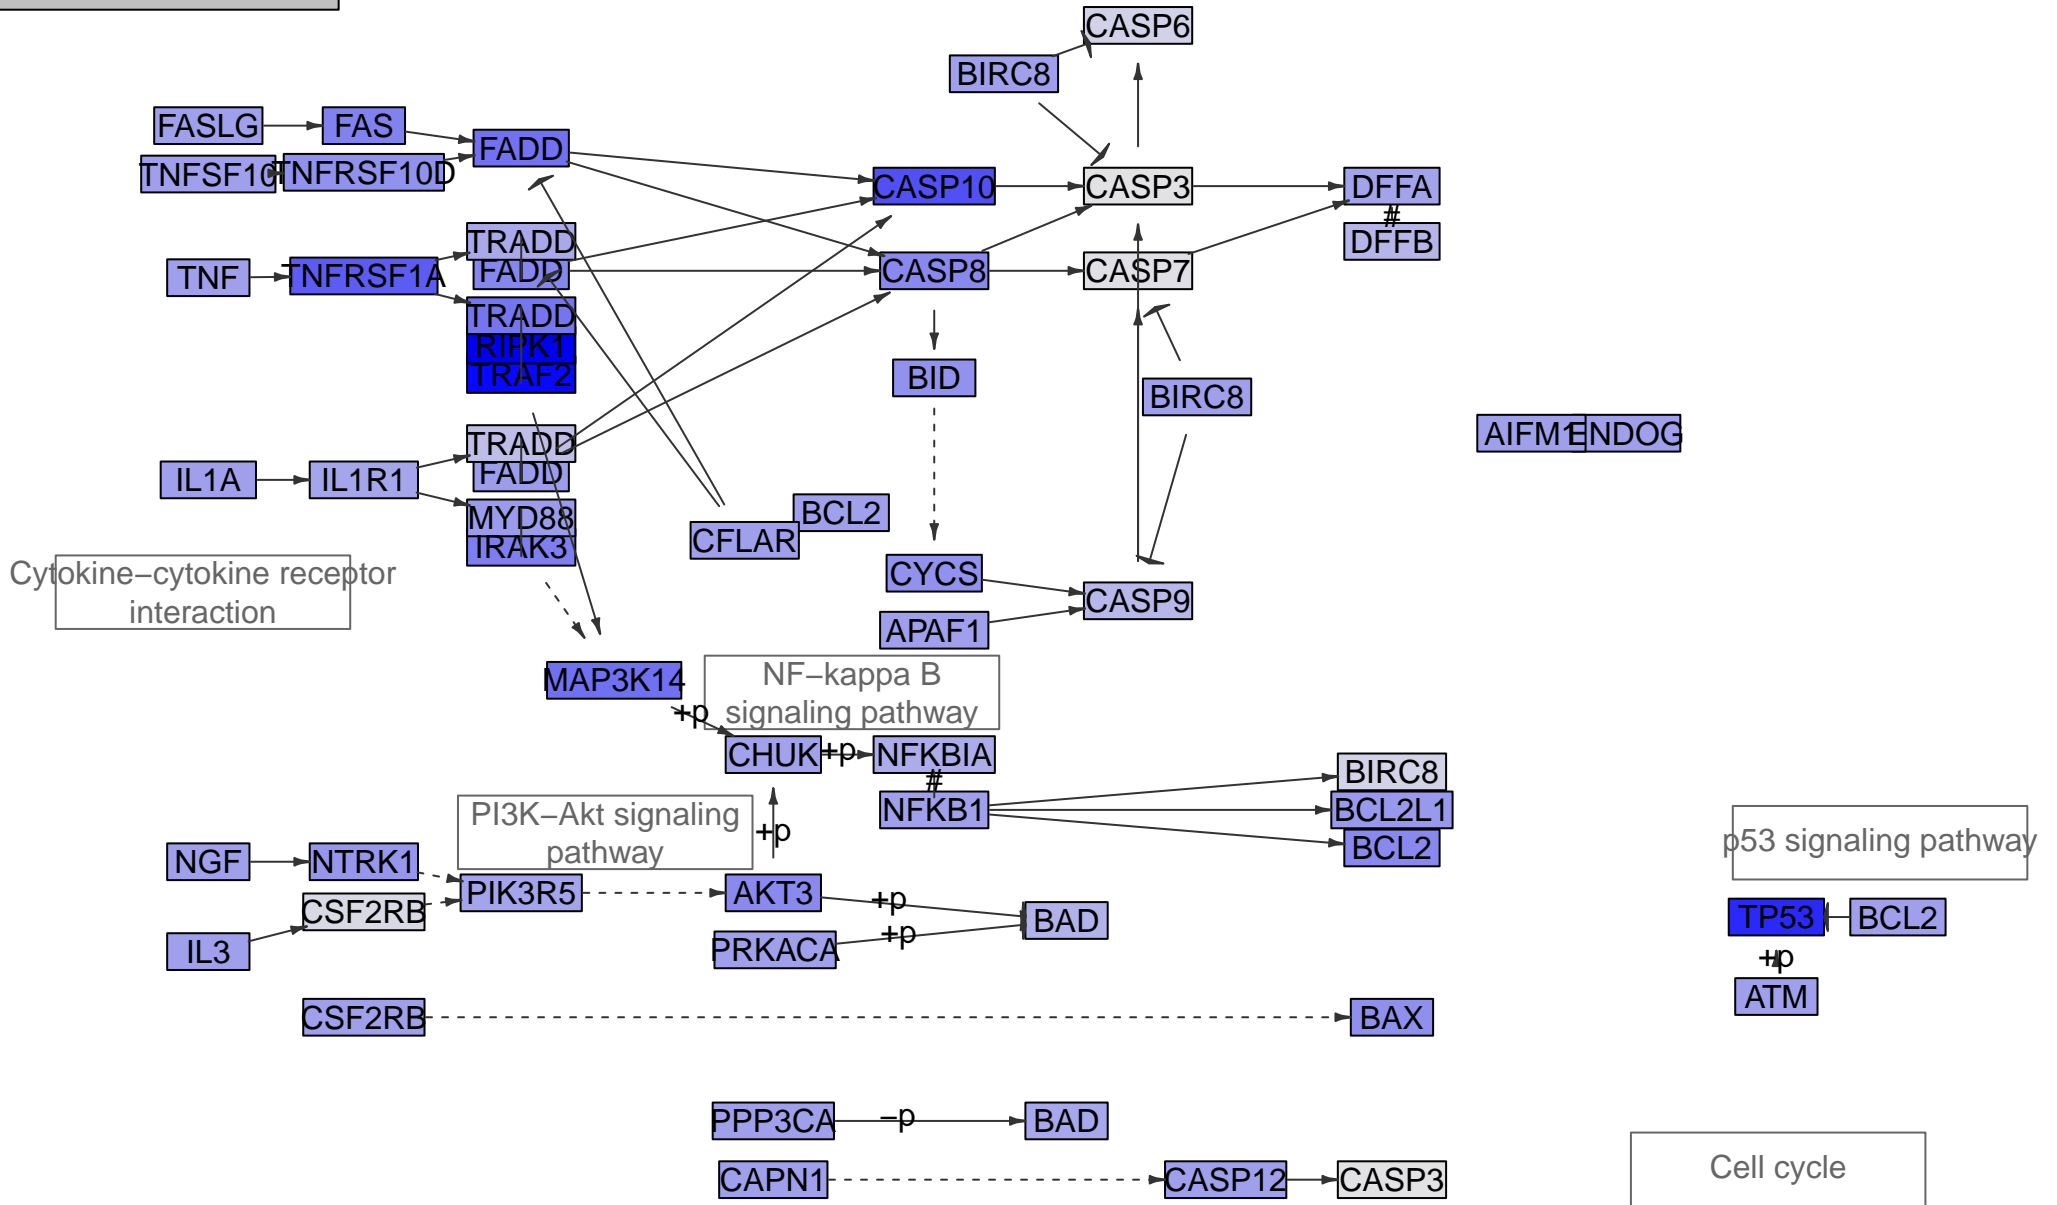 CASP6
BIRC8
FASLG
FAS
FADD
TNFSF10
TNFRSF10D
CASP10
CASP3
DFFA
#
DFFB
TRADD
FADD
TNF
TNFRSF1A
CASP8
CASP7
TRADD
RIPK1
TRAF2
BID
BIRC8
AIFM1
ENDOG
TRADD
FADD
IL1A
IL1R1
MYD88
IRAK3
BCL2
CFLAR
Cytokine−cytokine receptor
interaction
CYCS
CASP9
APAF1
MAP3K14
NF−kappa B
signaling pathway
+p
CHUK
+p
NFKBIA
#
NFKB1
BIRC8
BCL2L1
BCL2
PI3K−Akt signaling
pathway
+p
p53 signaling pathway
NGF
NTRK1
CSF2RB
PIK3R5
AKT3
+p
BAD
IL3
PRKACA
+p
TP53
BCL2
+p
ATM
CSF2RB
BAX
PPP3CA
−p
BAD
CAPN1
CASP12
CASP3
Cell cycle